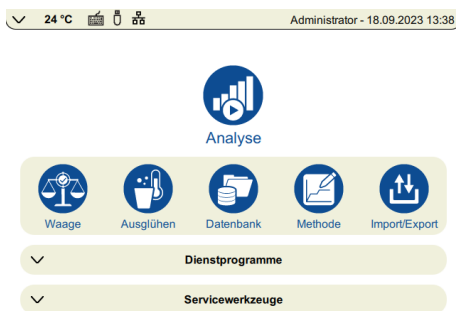 24 °C Administrator - 18.09.2023 13:38
Analyse
Waage Ausglühen Datenbank Methode Import/Export
Dienstprogramme
Servicewerkzeuge